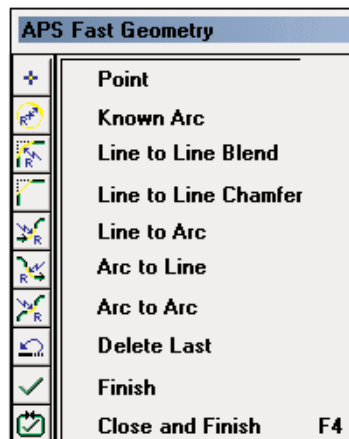 APS Fast Geometry
Point
R Known Arc
R Line to Line Blend
Line to Line Chamfer
R Line to Arc
R Arc to Line
R Arc to Arc
Delete Last
Finish
Close and Finish F4